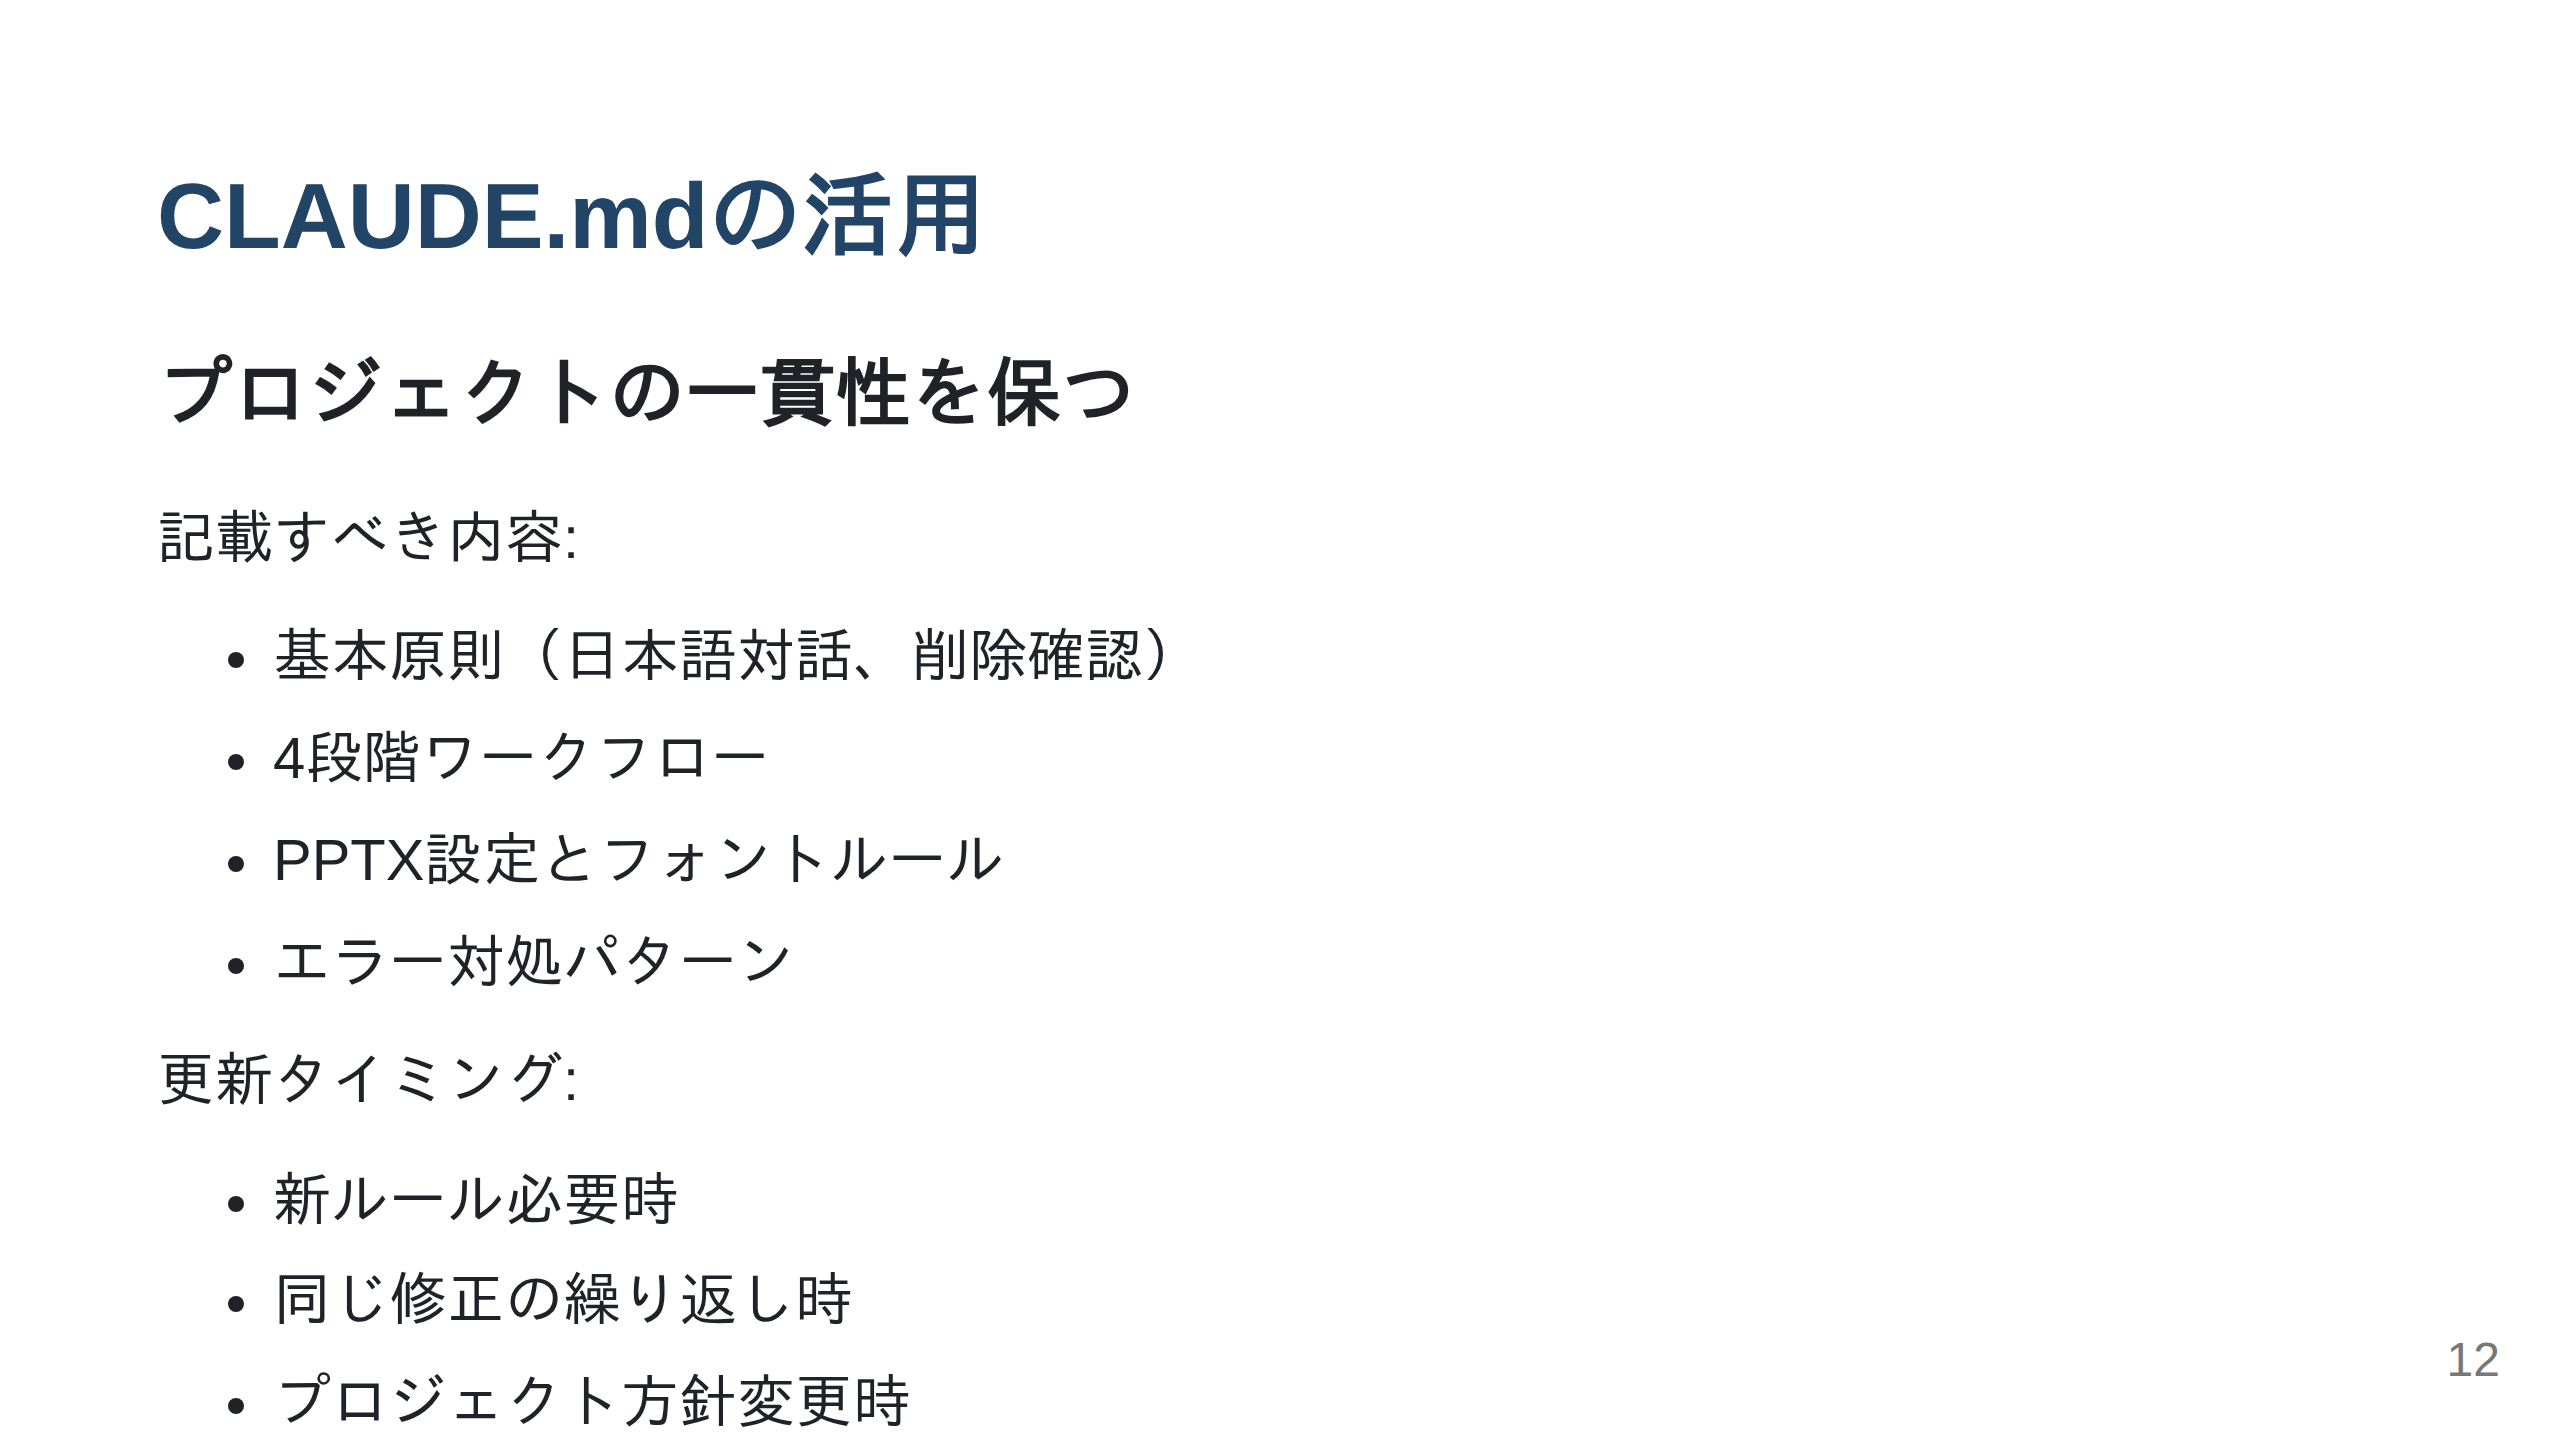 CLAUDE.mdの活用
プロジェクトの一貫性を保つ
記載すべき内容:
• 基本原則（日本語対話、削除確認）
• 4段階ワークフロー
• PPTX設定とフォントルール
• エラー対処パターン
更新タイミング:
• 新ルール必要時
• 同じ修正の繰り返し時
• プロジェクト方針変更時
12